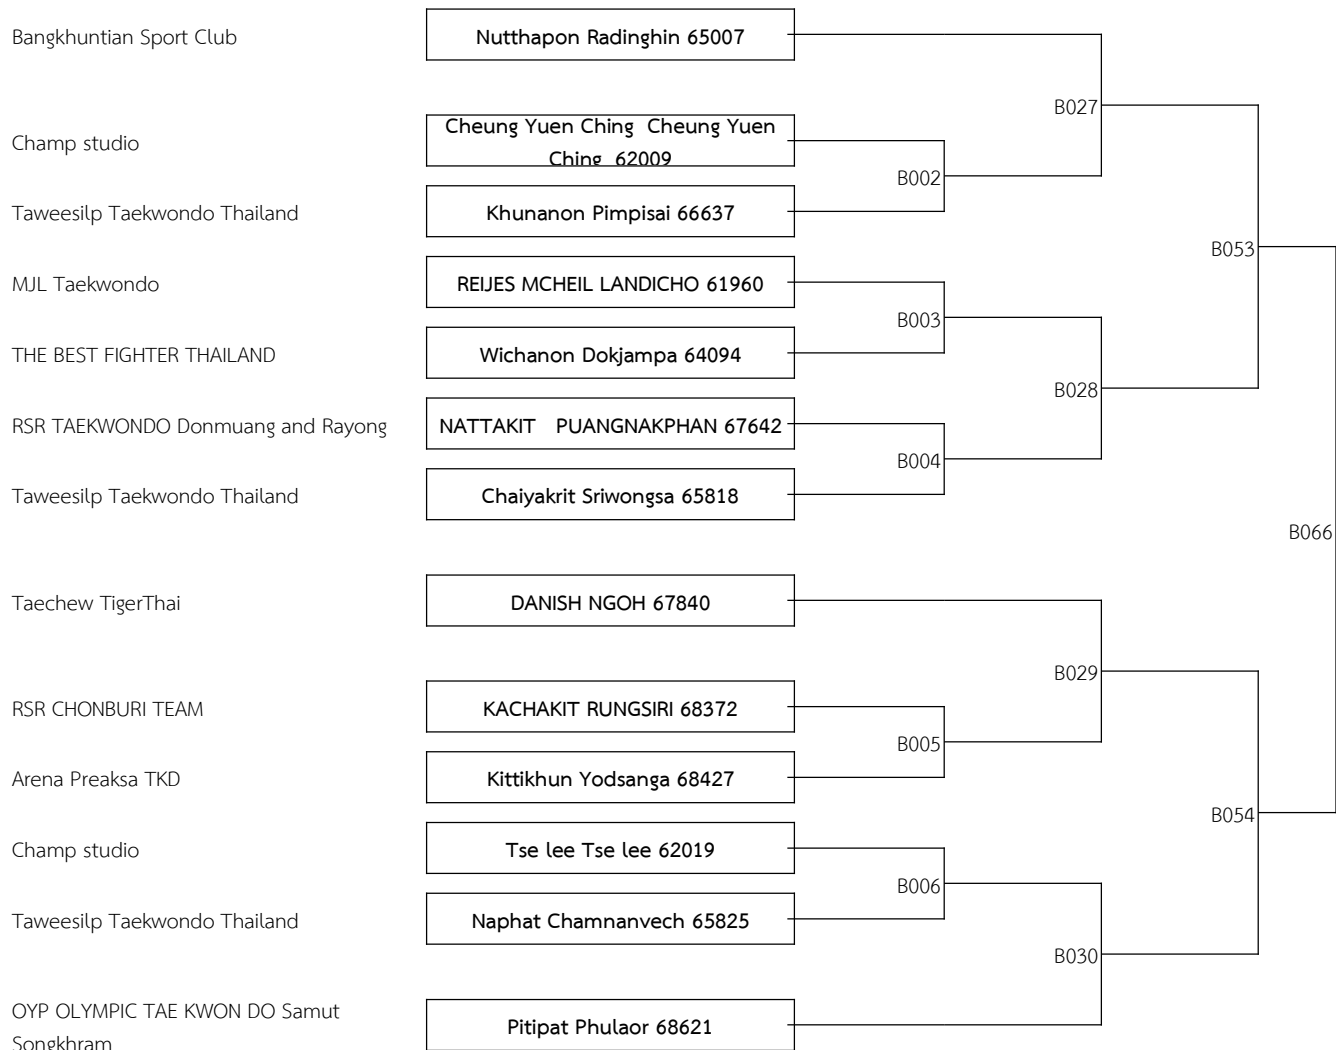 Bangkhuntian Sport Club
Nutthapon Radinghin 65007
B027
Champ studio
Cheung Yuen Ching  Cheung Yuen
Ching  62009
B002
Taweesilp Taekwondo Thailand
Khunanon Pimpisai 66637
B053
MJL Taekwondo
REIJES MCHEIL LANDICHO 61960
B003
THE BEST FIGHTER THAILAND
Wichanon Dokjampa 64094
B028
RSR TAEKWONDO Donmuang and Rayong
NATTAKIT   PUANGNAKPHAN 67642
B004
Taweesilp Taekwondo Thailand
Chaiyakrit Sriwongsa 65818
B066
Taechew TigerThai
DANISH NGOH 67840
B029
RSR CHONBURI TEAM
KACHAKIT RUNGSIRI 68372
B005
Arena Preaksa TKD
Kittikhun Yodsanga 68427
B054
Champ studio
Tse lee Tse lee 62019
B006
Taweesilp Taekwondo Thailand
Naphat Chamnanvech 65825
B030
OYP OLYMPIC TAE KWON DO Samut
Songkhram
Pitipat Phulaor 68621